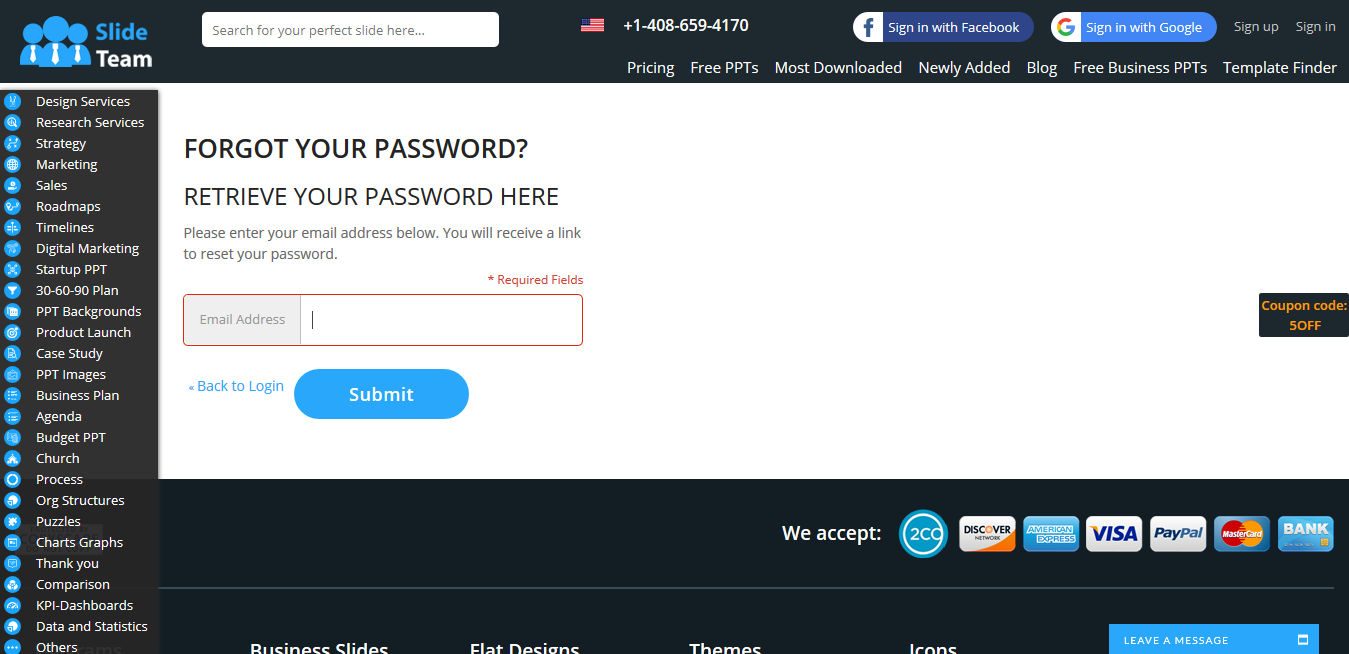 Slide
Team
Search for your perfect slide here...
+1-408-659-4170
Sign in with Facebook
G Sign in with Google
Sign up
Sign in
Pricing Free PPTs Most Downloaded Newly Added Blog Free Business PPTs Template Finder
Design Services
Research Services
Strategy
Marketing
Sales
Roadmaps
Timelines
Digital Marketing
Startup PPT
30-60-90 Plan
PPT Backgrounds
Product Launch
Case Study
PPT Images
Business Plan
Agenda
Budget PPT
Church
Process
Org Structures
Puzzles
Charts Graphs
Thank you
Comparison
KPI-Dashboards
Data and Statistics
Others
FORGOT YOUR PASSWORD?
RETRIEVE YOUR PASSWORD HERE
Please enter your email address below. You will receive a link
to reset your password.
* Required Fields
Email Address
« Back to Login
Submit
Coupon code:
5OFF
We accept:
2CO
DISCOVER
NETWORK
AMERICAN
EXPRESS
VISA
PayPal
MasterCard
BANK
Business Slides
Flat Designs
Themes
Icons
LEAVE A MESSAGE